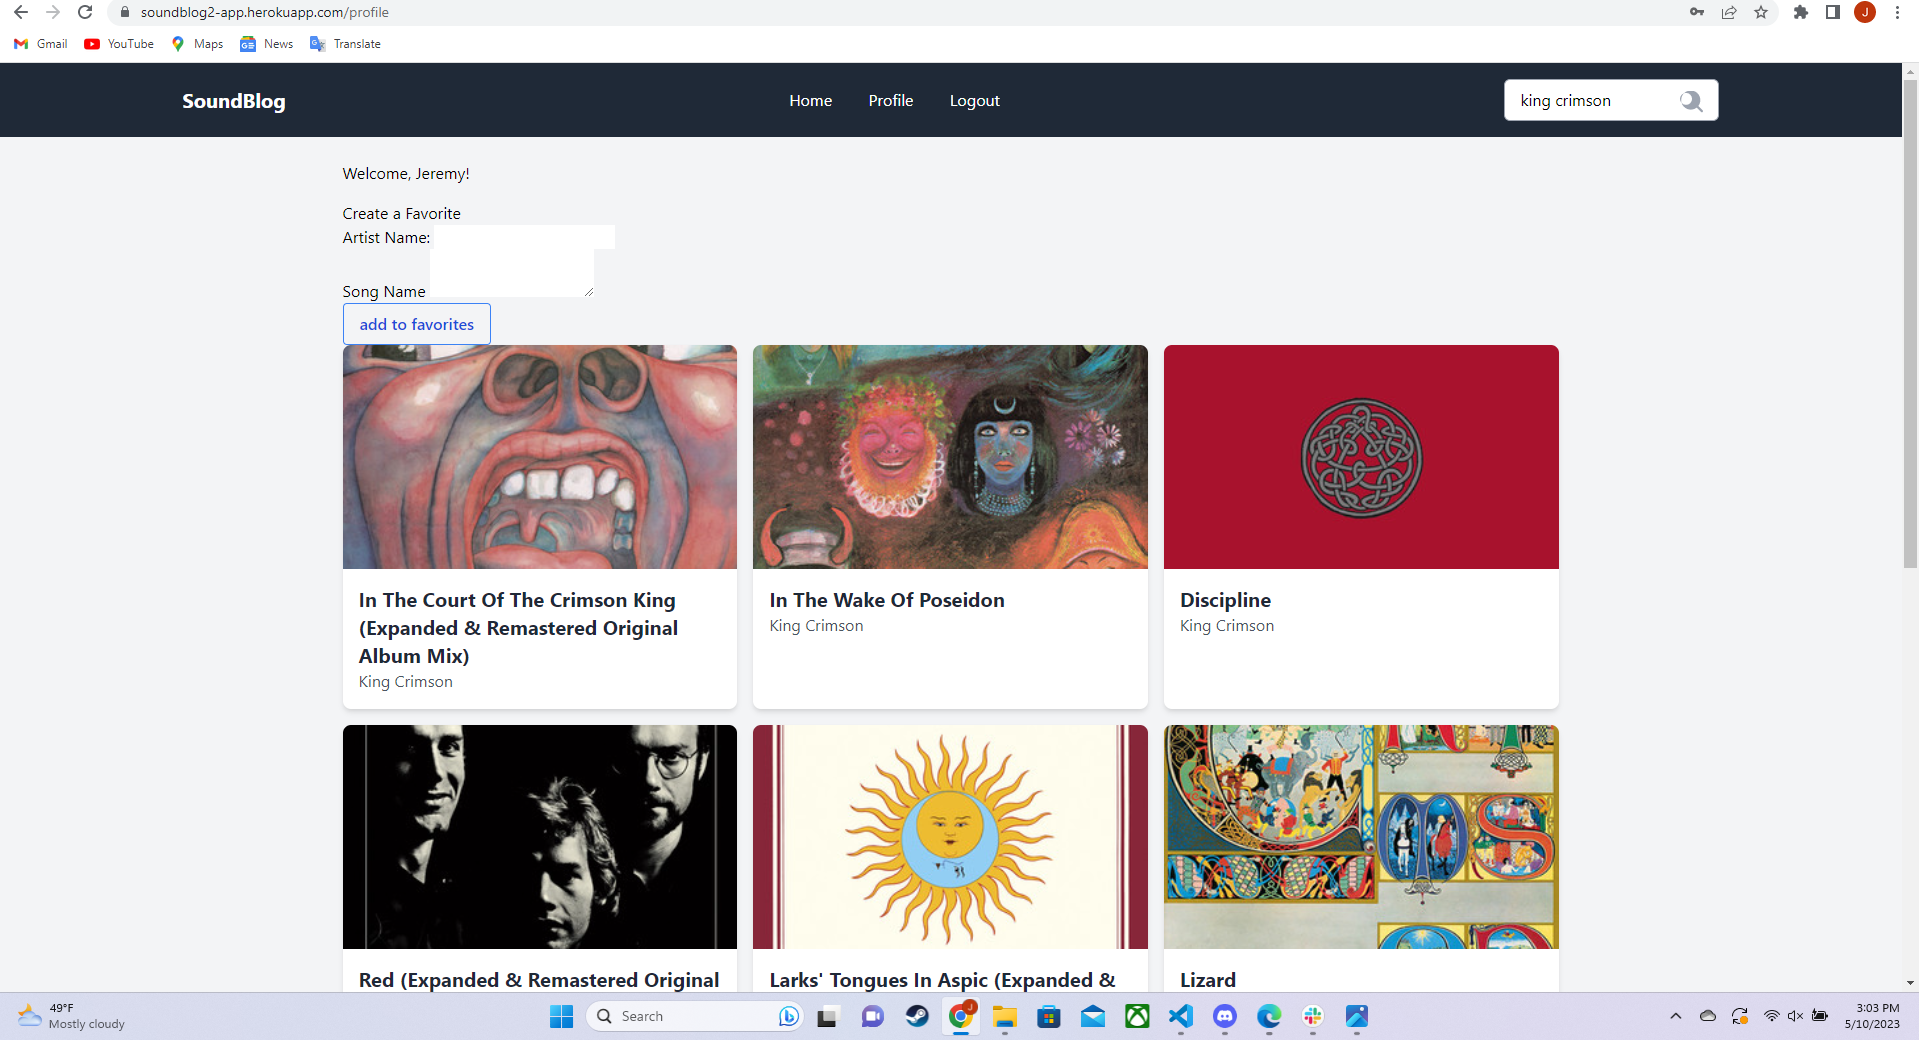 soundblog2-app.herokuapp.com/profile
J
Gmail
YouTube
Maps
News
Translate
SoundBlog
Home
Profile
Logout
king crimson
Welcome, Jeremy!
Create a Favorite
Artist Name:
Song Name
add to favorites
In The Court Of The Crimson King
(Expanded & Remastered Original
Album Mix)
King Crimson
In The Wake Of Poseidon
King Crimson
Discipline
King Crimson
Red (Expanded & Remastered Original
Larks' Tongues In Aspic (Expanded &
Lizard
49°F
Mostly cloudy
Search
J
3:03 PM
5/10/2023